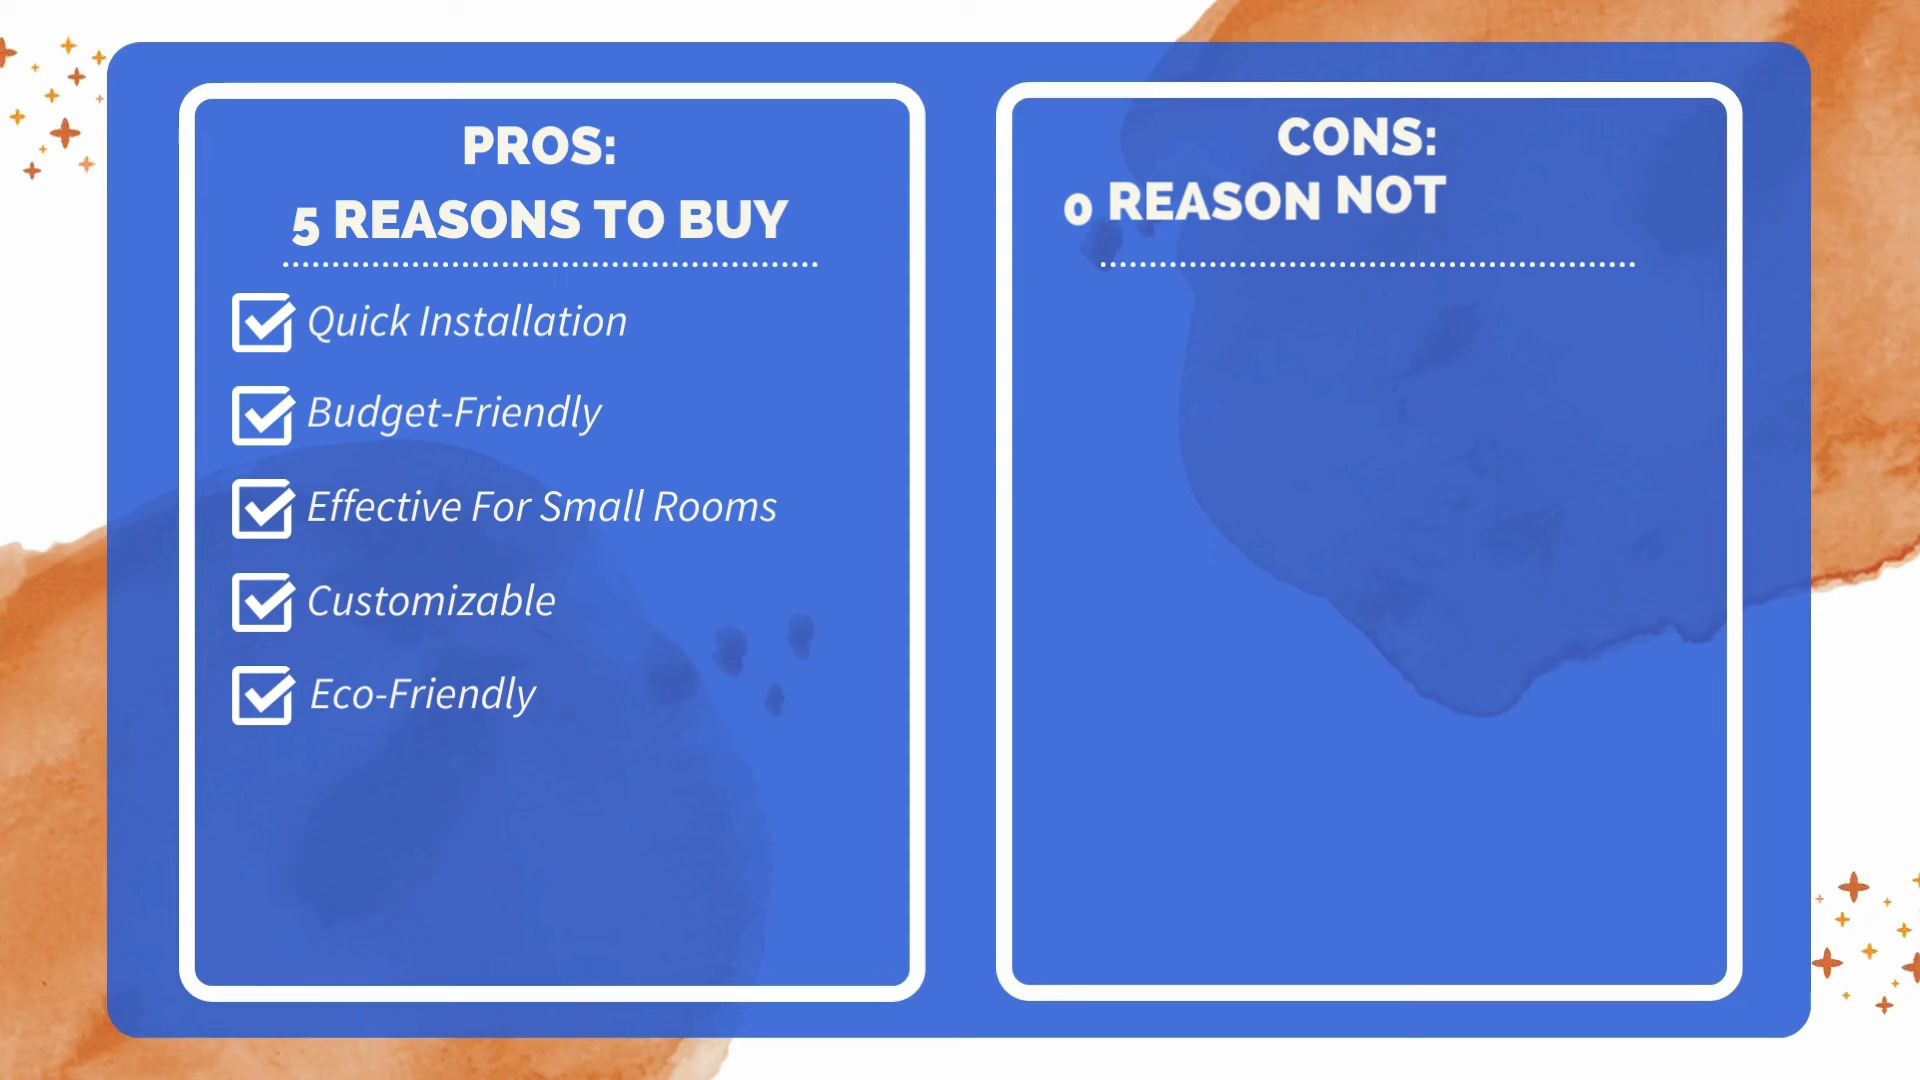 PROS:
5 REASONS TO BUY
Quick Installation
Budget-Friendly
Effective For Small Rooms
Customizable
Eco-Friendly
CONS:
0 REASON NOT